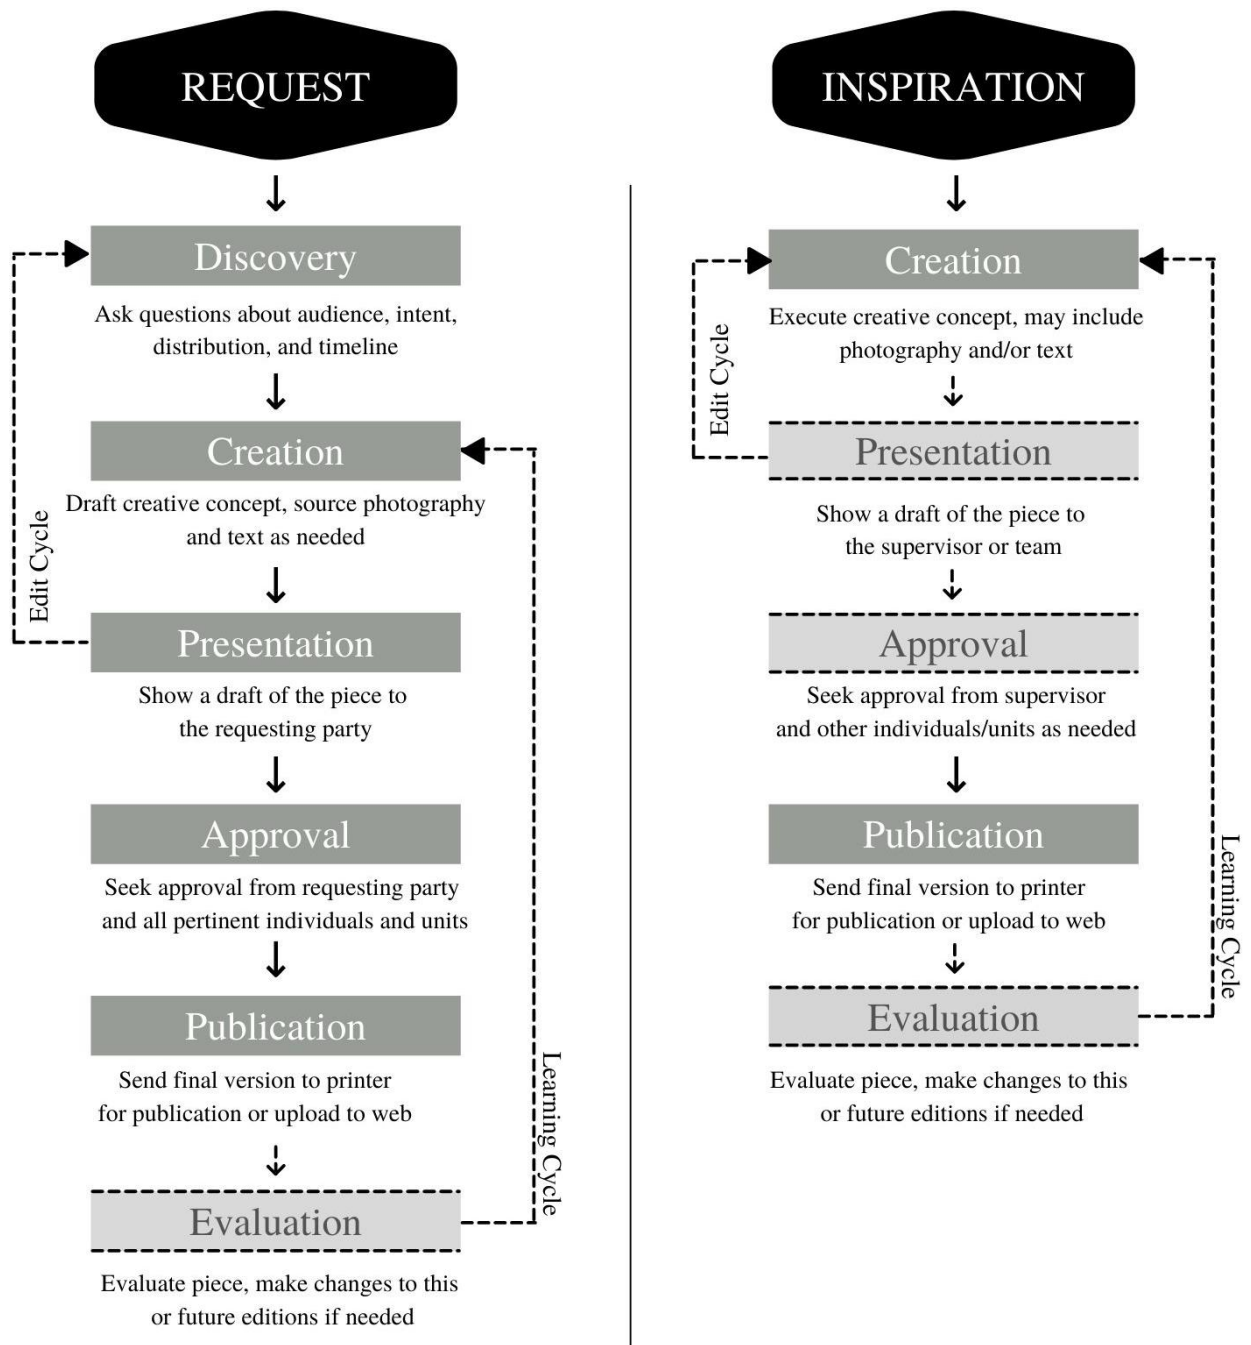 REQUEST
Discovery
Ask questions about audience, intent,
distribution, and timeline
Creation
Draft creative concept, source photography
and text as needed
Edit Cycle
Presentation
Show a draft of the piece to
the requesting party
Approval
Seek approval from requesting party
and all pertinent individuals and units
Publication
Send final version to printer
for publication or upload to web
Learning Cycle
Evaluation
Evaluate piece, make changes to this
or future editions if needed
INSPIRATION
Creation
Execute creative concept, may include
photography and/or text
Edit Cycle
Presentation
Show a draft of the piece to
the supervisor or team
Approval
Seek approval from supervisor
and other individuals/units as needed
Publication
Send final version to printer
for publication or upload to web
Learning Cycle
Evaluation
Evaluate piece, make changes to this
or future editions if needed